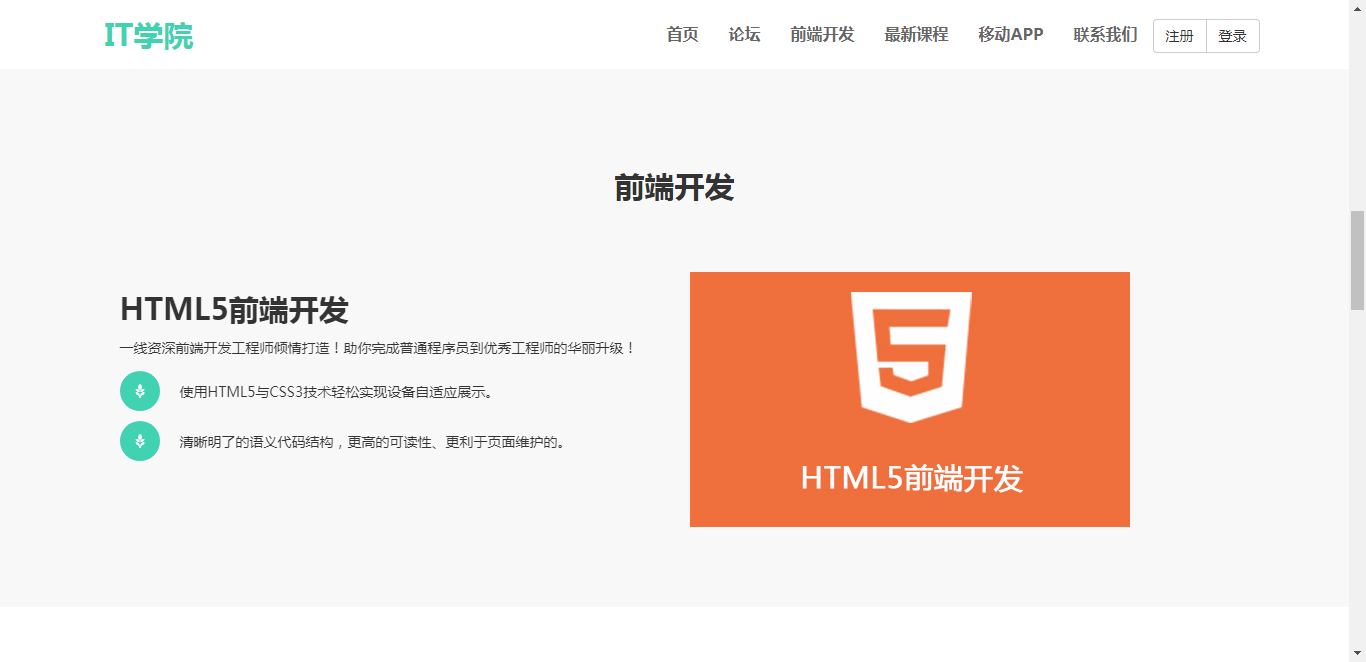 IT学院
首页 论坛 前端开发 最新课程 移动APP 联系我们 注册 登录
前端开发
HTML5前端开发
一线资深前端开发工程师倾情打造！助你完成普通程序员到优秀工程师的华丽升级！
使用HTML5与CSS3技术轻松实现设备自适应展示。
清晰明了的语义代码结构，更高的可读性、更利于页面维护的。
HTML5前端开发